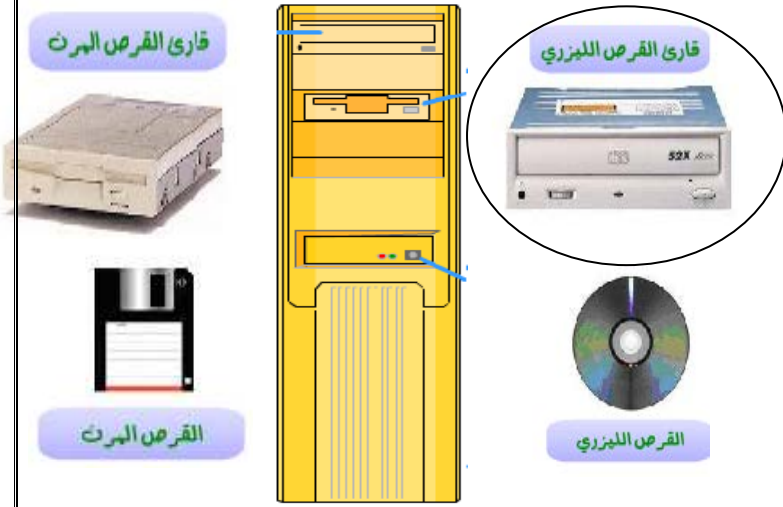 قارئ القرص الليزري
قارئ القرص المرن
52X
القرص الليزري
القرص المرن